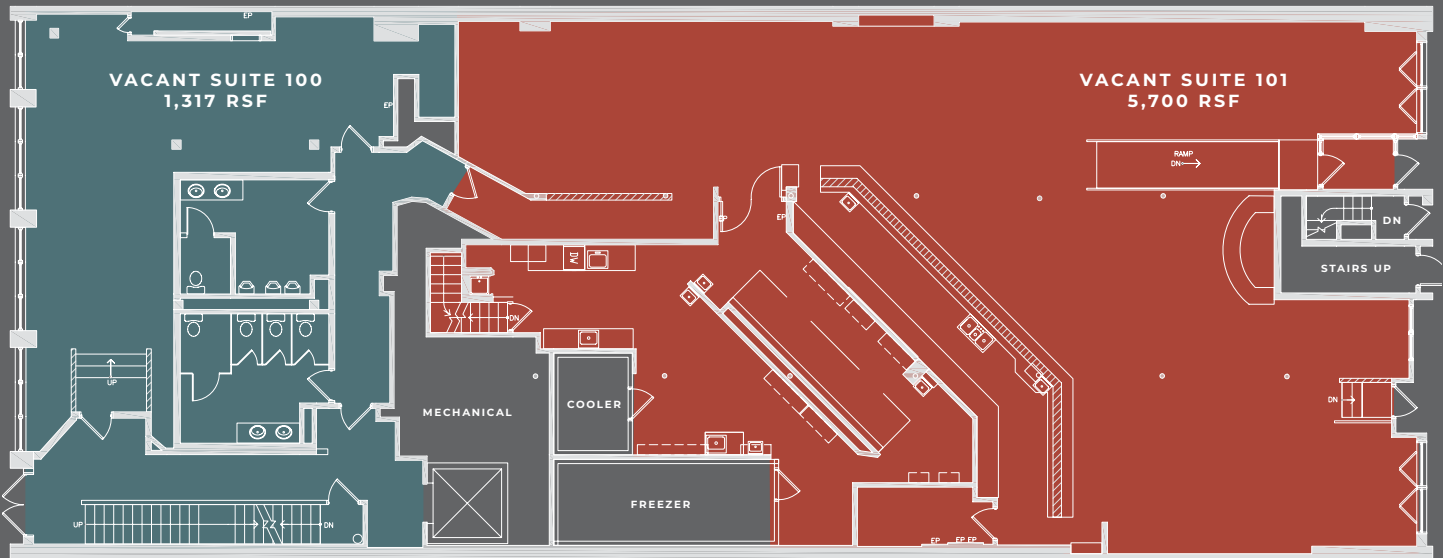 EP
VACANT SUITE 100
1,317 RSF
VACANT SUITE 101
5,700 RSF
EP
RAMP
DN
EP
EP
DN
STAIRS UP
DW
DN
UP
DN
MECHANICAL
COOLER
FREEZER
UP
DN
EP
EP EP